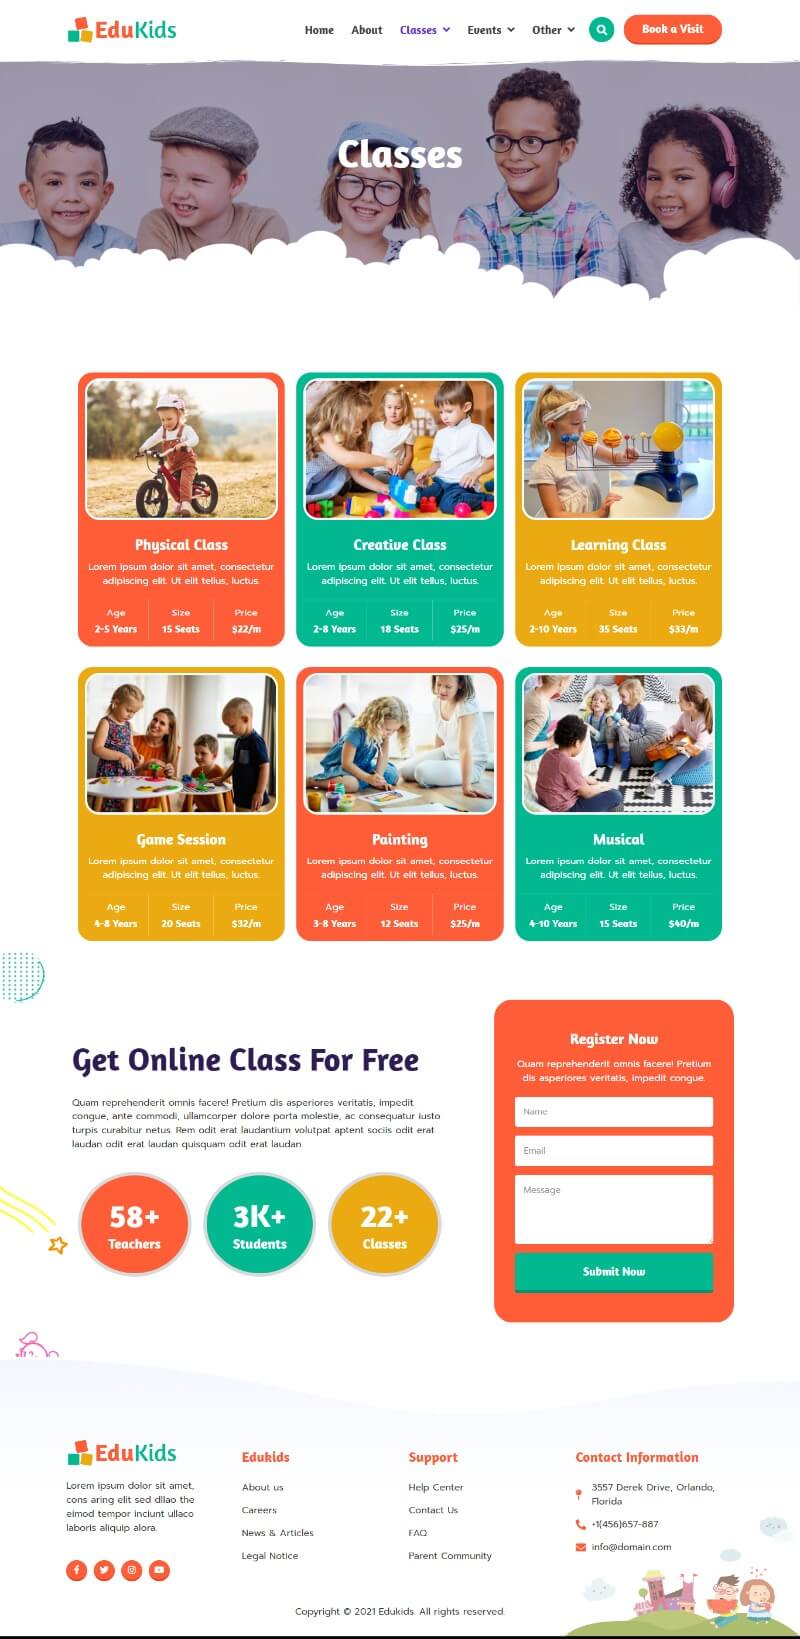 EduKids
Home About Classes Events Other Book a Visit
Classes
Physical Class
Lorem ipsum dolor sit amet, consectetur
adipiscing elit. Ut elit tellus, luctus.
Age Size Price
2-5 Years 15 Seats $22/m
Creative Class
Lorem ipsum dolor sit amet, consectetur
adipiscing elit. Ut elit tellus, luctus.
Age Size Price
2-8 Years 18 Seats $25/m
Learning Class
Lorem ipsum dolor sit amet, consectetur
adipiscing elit. Ut elit tellus, luctus.
Age Size Price
2-10 Years 35 Seats $33/m
Game Session
Lorem ipsum dolor sit amet, consectetur
adipiscing elit. Ut elit tellus, luctus.
Age Size Price
4-8 Years 20 Seats $32/m
Painting
Lorem ipsum dolor sit amet, consectetur
adipiscing elit. Ut elit tellus, luctus.
Age Size Price
3-8 Years 12 Seats $25/m
Musical
Lorem ipsum dolor sit amet, consectetur
adipiscing elit. Ut elit tellus, luctus.
Age Size Price
4-10 Years 15 Seats $40/m
Get Online Class For Free
Quam reprehenderit omnis facere! Pretium dis asperiores veritatis, impedit
congue, ante commodi, ullamcorper dolore porta molestie, ac consequatur iusto
turpis curabitur netus. Rem odit erat laudantium volutpat aptent sociis odit erat
laudan odit erat laudan quisquam odit erat laudan.
58+
Teachers
3K+
Students
22+
Classes
Register Now
Quam reprehenderit omnis facere! Pretium
dis asperiores veritatis, impedit congue.
Name
Email
Message
Submit Now
EduKids
Lorem ipsum dolor sit amet,
cons aring elit sed dllao the
eimod tempor inciunt ullaco
laboris aliquip alora.
Edukids
About us
Careers
News & Articles
Legal Notice
Support
Help Center
Contact Us
FAQ
Parent Community
Contact Information
3557 Derek Drive, Orlando,
Florida
+1(456)657-887
info@domain.com
Copyright © 2021 Edukids. All rights reserved.